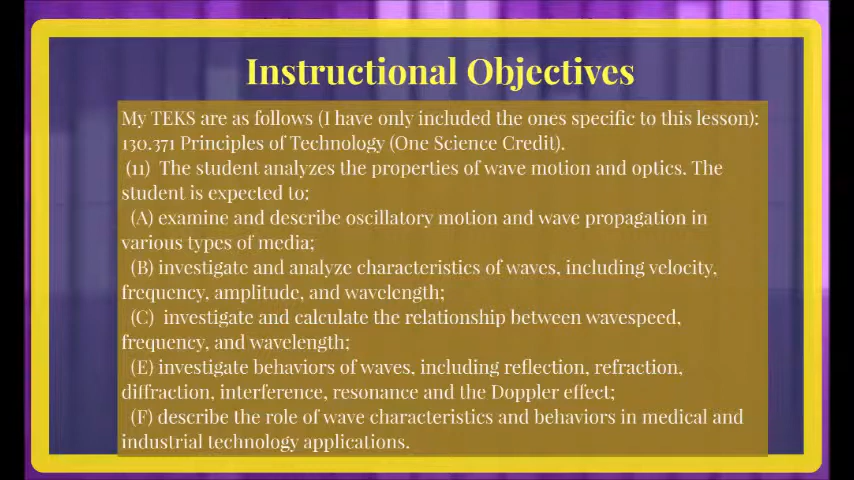 Instructional Objectives
My TEKS are as follows (I have only included the ones specific to this lesson):
130.371 Principles of Technology (One Science Credit).
(11)  The student analyzes the properties of wave motion and optics. The
student is expected to:
(A) examine and describe oscillatory motion and wave propagation in
various types of media;
(B) investigate and analyze characteristics of waves, including velocity,
frequency, amplitude, and wavelength;
(C)  investigate and calculate the relationship between wavespeed,
frequency, and wavelength;
(E) investigate behaviors of waves, including reflection, refraction,
diffraction, interference, resonance and the Doppler effect;
(F) describe the role of wave characteristics and behaviors in medical and
industrial technology applications.